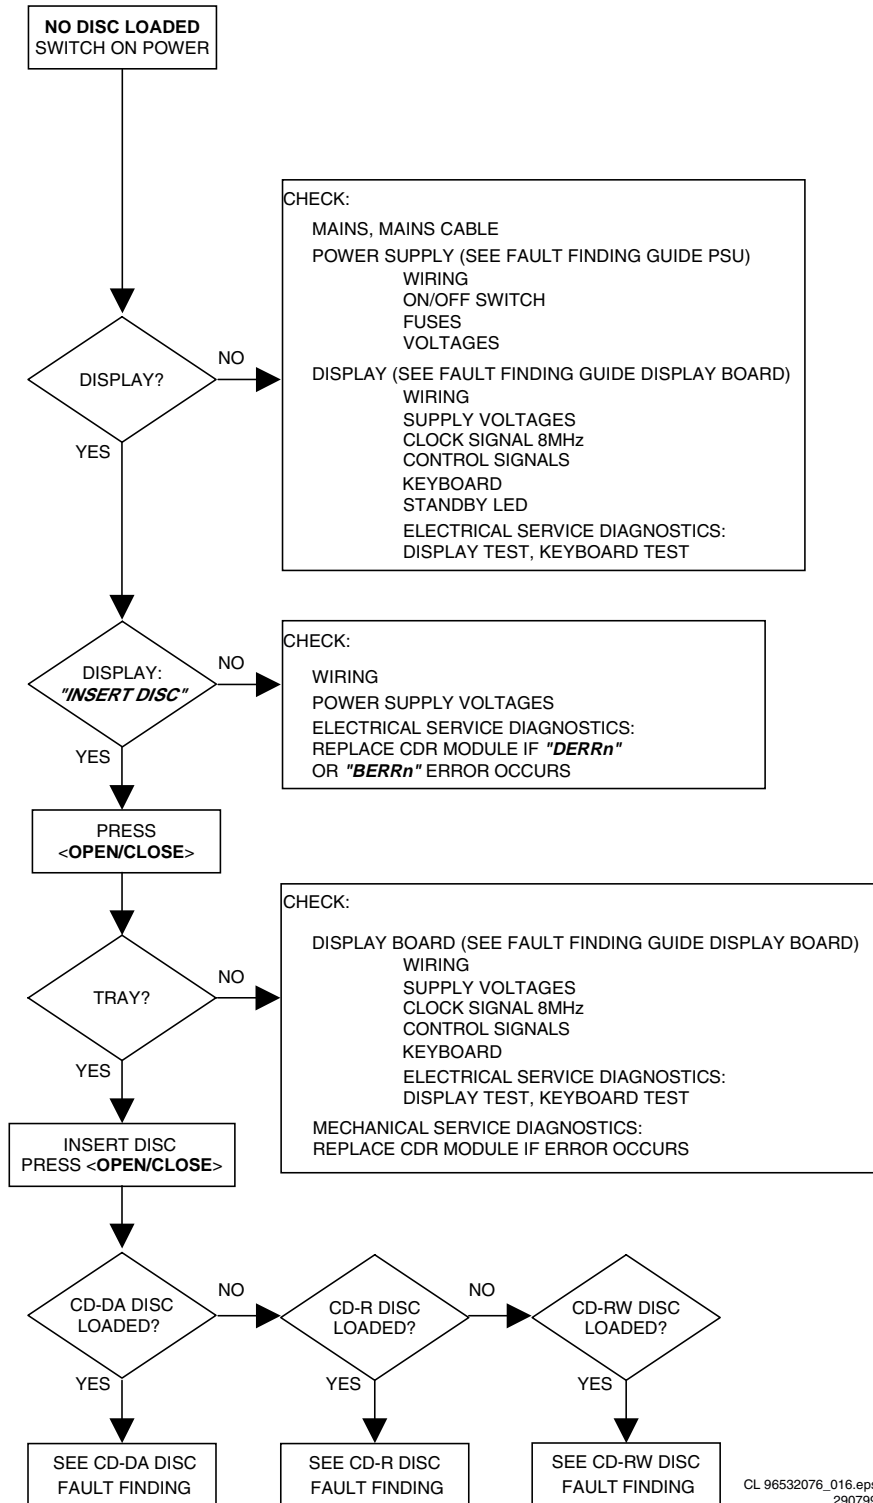 NO DISC LOADED
SWITCH ON POWER
DISPLAY?
NO
YES
CHECK:
MAINS, MAINS CABLE
POWER SUPPLY (SEE FAULT FINDING GUIDE PSU)
WIRING
ON/OFF SWITCH
FUSES
VOLTAGES
DISPLAY (SEE FAULT FINDING GUIDE DISPLAY BOARD)
WIRING
SUPPLY VOLTAGES
CLOCK SIGNAL 8MHz
CONTROL SIGNALS
KEYBOARD
STANDBY LED
ELECTRICAL SERVICE DIAGNOSTICS:
DISPLAY TEST, KEYBOARD TEST
DISPLAY:
"INSERT DISC"
NO
YES
CHECK:
WIRING
POWER SUPPLY VOLTAGES
ELECTRICAL SERVICE DIAGNOSTICS:
REPLACE CDR MODULE IF "DERRn"
OR "BERRn" ERROR OCCURS
PRESS
<OPEN/CLOSE>
TRAY?
NO
YES
CHECK:
DISPLAY BOARD (SEE FAULT FINDING GUIDE DISPLAY BOARD)
WIRING
SUPPLY VOLTAGES
CLOCK SIGNAL 8MHz
CONTROL SIGNALS
KEYBOARD
ELECTRICAL SERVICE DIAGNOSTICS:
DISPLAY TEST, KEYBOARD TEST
MECHANICAL SERVICE DIAGNOSTICS:
REPLACE CDR MODULE IF ERROR OCCURS
INSERT DISC
PRESS <OPEN/CLOSE>
CD-DA DISC
LOADED?
NO
YES
CD-R DISC
LOADED?
NO
YES
CD-RW DISC
LOADED?
YES
SEE CD-DA DISC
FAULT FINDING
SEE CD-R DISC
FAULT FINDING
SEE CD-RW DISC
FAULT FINDING
CL 96532076_016.eps
290799